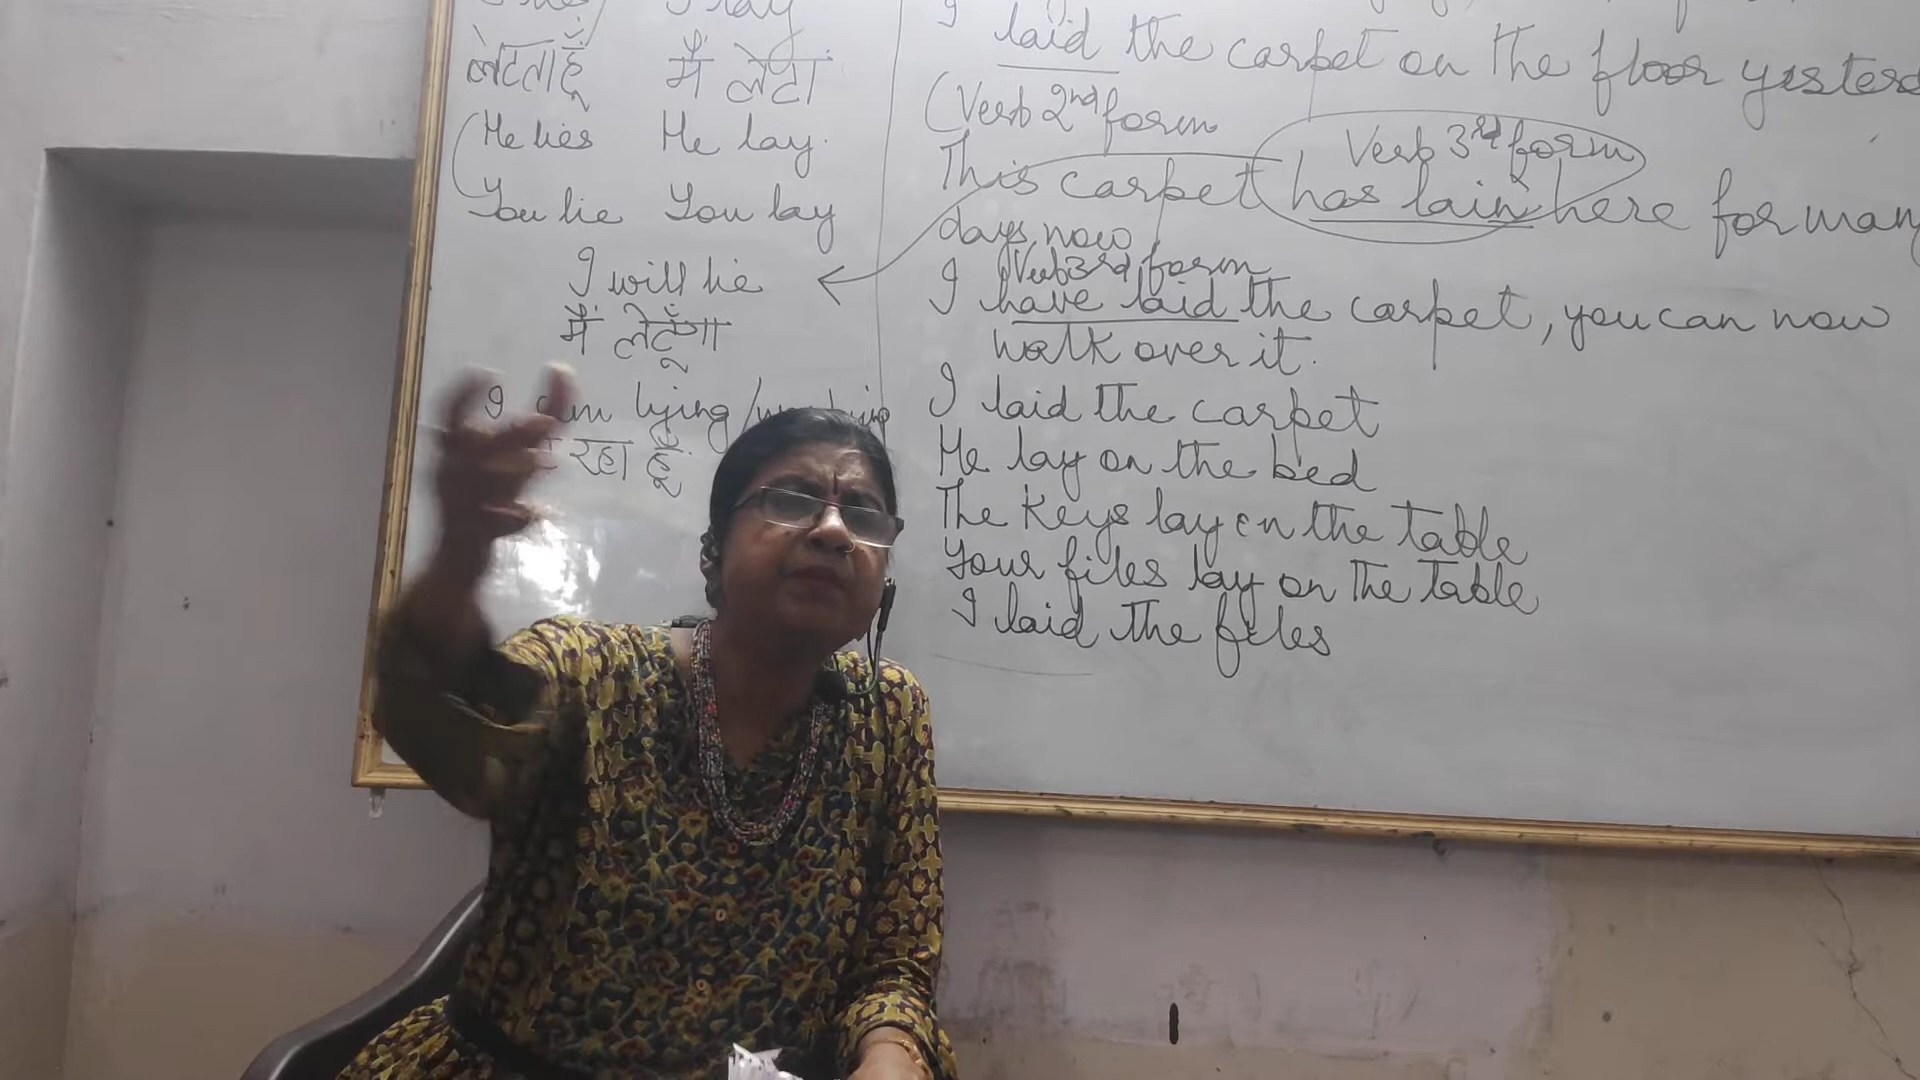 लेटता हूँ मैं लेटा
He lies He lay.
You lie You lay
I will lie
मैं लेटूँगा
I am lying /
रहा हूँ.
I
laid the carpet on the floor
(Verb 2nd form
Verb 3rd form
This carpet has lain here for
days now
Verb 3rd form
I have laid the carpet, you can now
walk over it.
I laid the carpet
He lay on the bed
The Keys lay on the table
Your files lay on the table
I laid the files